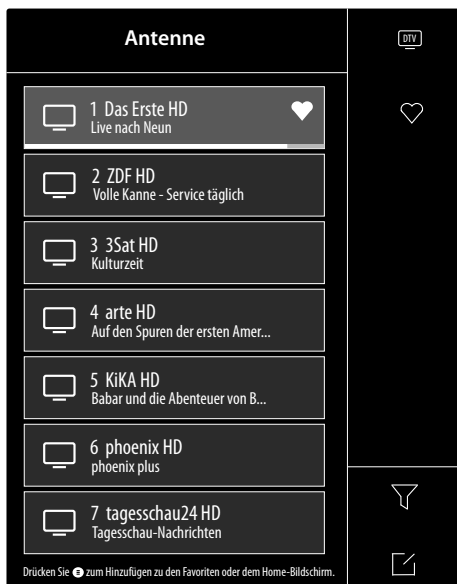 Antenne
DTV
1 Das Erste HD
Live nach Neun
2 ZDF HD
Volle Kanne - Service täglich
3 3Sat HD
Kulturzeit
4 arte HD
Auf den Spuren der ersten Amer...
5 KiKA HD
Babar und die Abenteuer von B...
6 phoenix HD
phoenix plus
7 tagesschau24 HD
Tagesschau-Nachrichten
Drücken Sie zum Hinzufügen zu den Favoriten oder dem Home-Bildschirm.